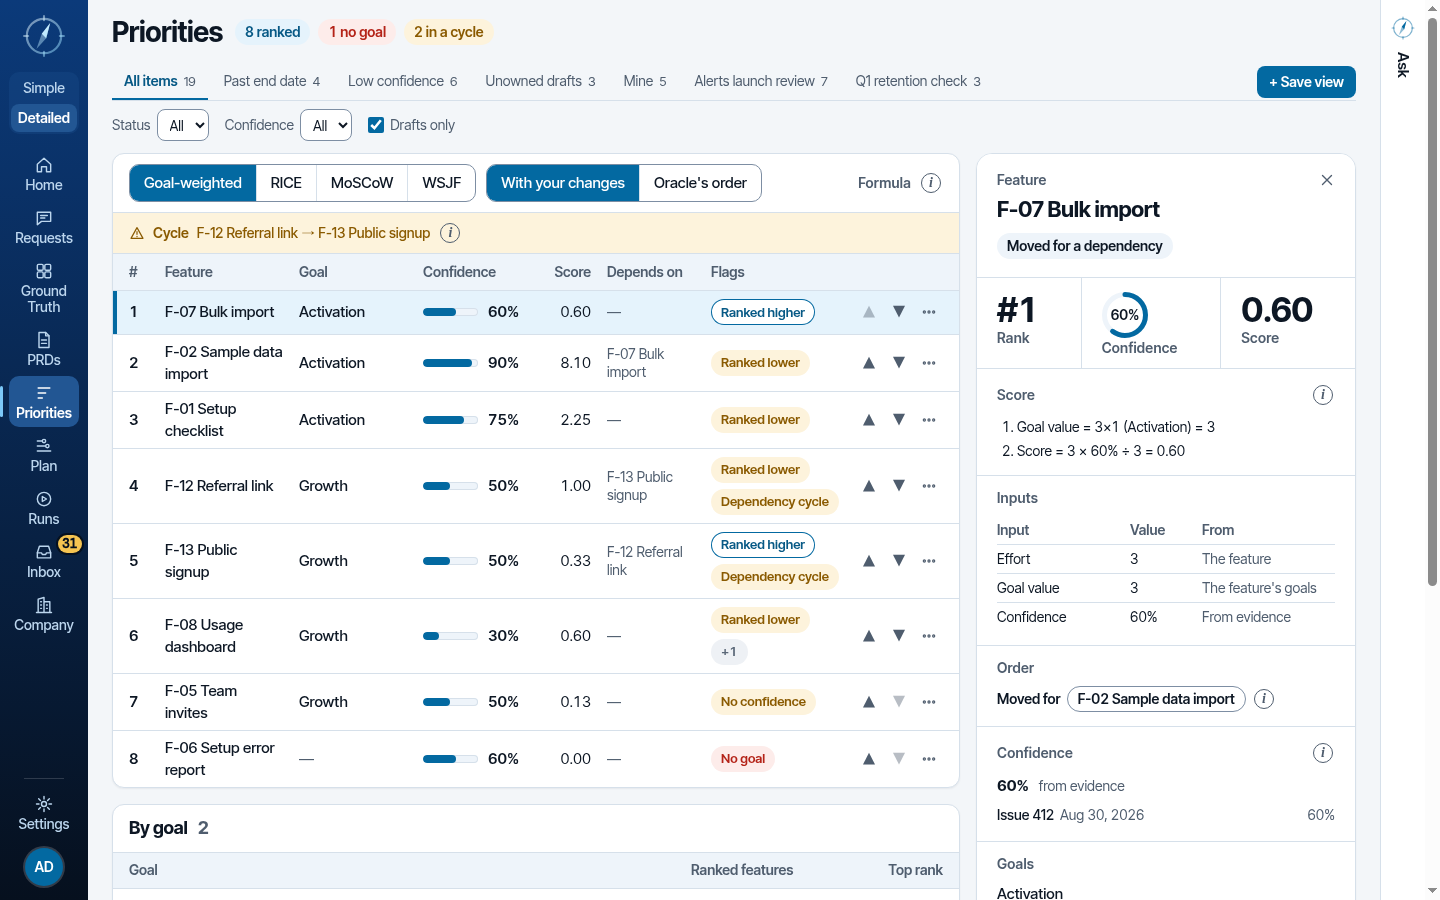 Priorities 8 ranked 1 no goal 2 in a cycle
Simple
Detailed
Home
Requests
Ground
Truth
PRDs
Priorities
Plan
Runs
31
Inbox
Company
Settings
AD
All items 19 Past end date 4 Low confidence 6 Unowned drafts 3 Mine 5 Alerts launch review 7 Q1 retention check 3 + Save view
Status All Confidence All Drafts only
Goal-weighted RICE MoSCoW WSJF With your changes Oracle's order Formula i
Cycle F-12 Referral link → F-13 Public signup i
# Feature Goal Confidence Score Depends on Flags
1 F-07 Bulk import Activation 60% 0.60 — Ranked higher ▲ ▼ •••
2 F-02 Sample data import Activation 90% 8.10 F-07 Bulk import Ranked lower ▲ ▼ •••
3 F-01 Setup checklist Activation 75% 2.25 — Ranked lower ▲ ▼ •••
4 F-12 Referral link Growth 50% 1.00 F-13 Public signup Ranked lower Dependency cycle ▲ ▼ •••
5 F-13 Public signup Growth 50% 0.33 F-12 Referral link Ranked higher Dependency cycle ▲ ▼ •••
6 F-08 Usage dashboard Growth 30% 0.60 — Ranked lower +1 ▲ ▼ •••
7 F-05 Team invites Growth 50% 0.13 — No confidence ▲ ▼ •••
8 F-06 Setup error report — 60% 0.00 — No goal ▲ ▼ •••
By goal 2
Goal Ranked features Top rank
Feature
F-07 Bulk import
Moved for a dependency
#1 60% 0.60
Rank Confidence Score
Score i
1. Goal value = 3×1 (Activation) = 3
2. Score = 3 × 60% ÷ 3 = 0.60
Inputs
Input Value From
Effort 3 The feature
Goal value 3 The feature's goals
Confidence 60% From evidence
Order
Moved for F-02 Sample data import i
Confidence i
60% from evidence
Issue 412 Aug 30, 2026 60%
Goals
Activation
Ask